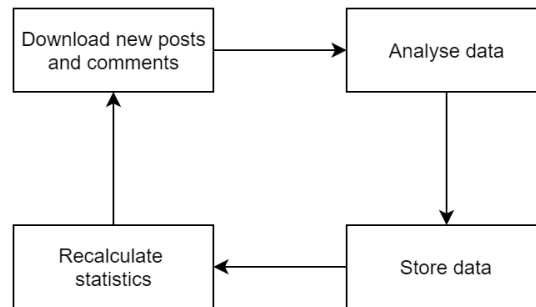 Download new posts
and comments
Analyse data
Recalculate
statistics
Store data